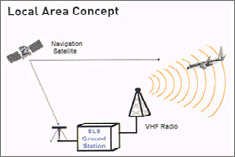 Local Area Concept
Navigation
Satellite
SLS
Ground
Station
VHF Radio